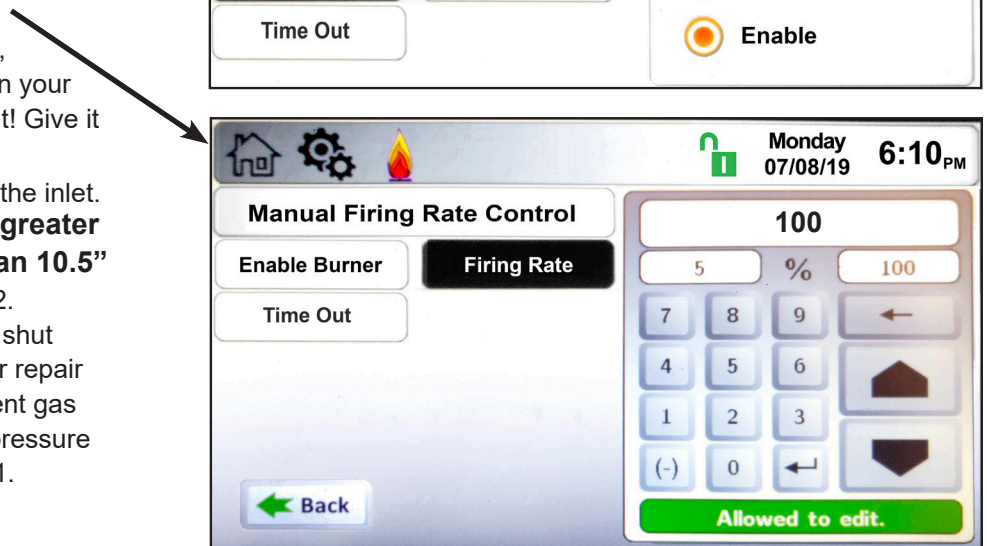 ,
n your
t! Give it
the inlet.
greater
an 10.5”
2.
shut
r repair
ent gas
pressure
1.
Time Out
Enable
Monday
07/08/19
6:10PM
Manual Firing Rate Control
Enable Burner
Firing Rate
Time Out
Back
100
5 % 100
7 8 9
4 5 6
1 2 3
(-) 0
Allowed to edit.